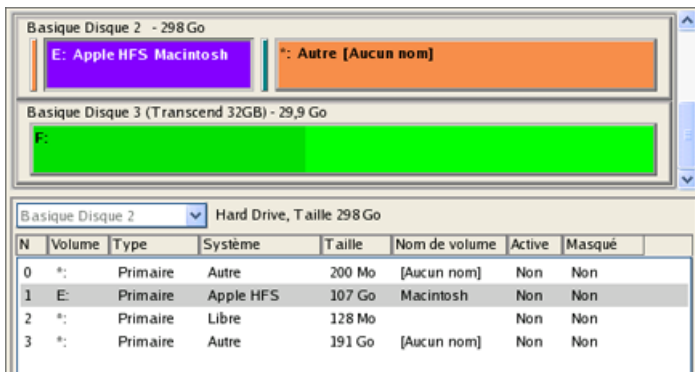 Basique Disque 2 - 298 Go
E: Apple HFS Macintosh
*: Autre [Aucun nom]
Basique Disque 3 (Transcend 32GB) - 29,9 Go
F:
Basique Disque 2 Hard Drive, Taille 298 Go
N Volume Type Système Taille Nom de volume Active Masqué
0 *: Primaire Autre 200 Mo [Aucun nom] Non Non
1 E: Primaire Apple HFS 107 Go Macintosh Non Non
2 *: Primaire Libre 128 Mo Non Non
3 *: Primaire Autre 191 Go [Aucun nom] Non Non